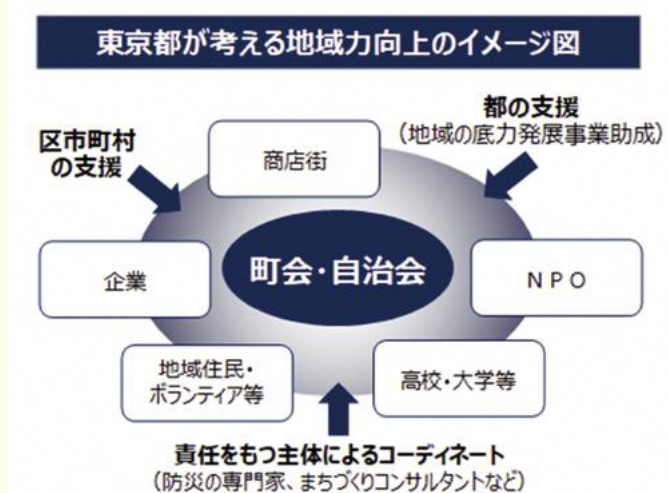 東京都が考える地域力向上のイメージ図
都の支援
（地域の底力発展事業助成）
区市町村
の支援
商店街
企業
町会・自治会
ＮＰＯ
地域住民・
ボランティア等
高校・大学等
責任をもつ主体によるコーディネート
（防災の専門家、まちづくりコンサルタントなど）